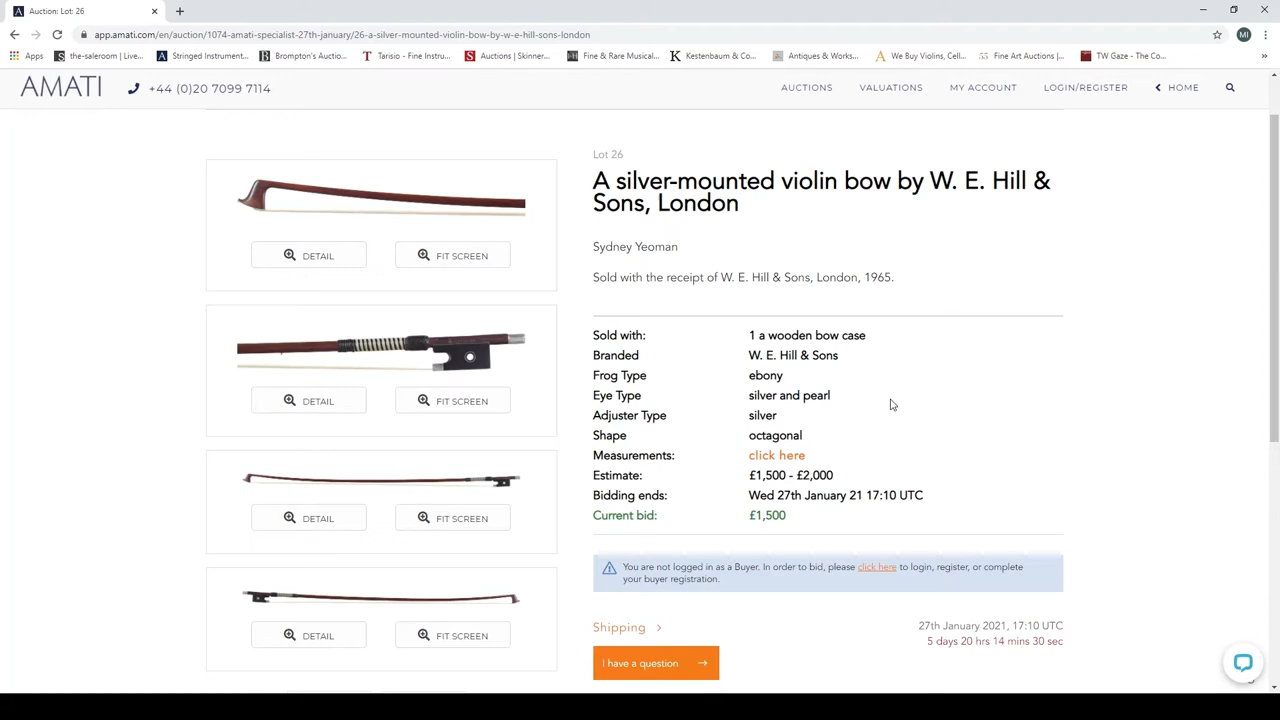 Auction: Lot: 26
app.amati.com/en/auction/1074-amati-specialist-27th-january/26-a-silver-mounted-violin-bow-by-w-e-hill-sons-london
MI
Apps
the-saleroom | Live...
Stringed Instrument...
Brompton's Auctio...
Tarisio - Fine Instru...
Auctions | Skinner...
Fine & Rare Musical...
Kestenbaum & Co...
Antiques & Works...
We Buy Violins, Cell...
Fine Art Auctions |...
TW Gaze - The Co...
AMATI
+44 (0)20 7099 7114
AUCTIONS
VALUATIONS
MY ACCOUNT
LOGIN/REGISTER
HOME
DETAIL
FIT SCREEN
DETAIL
FIT SCREEN
DETAIL
FIT SCREEN
DETAIL
FIT SCREEN
Lot 26
A silver-mounted violin bow by W. E. Hill &
Sons, London
Sydney Yeoman
Sold with the receipt of W. E. Hill & Sons, London, 1965.
Sold with: 1 a wooden bow case
Branded W. E. Hill & Sons
Frog Type ebony
Eye Type silver and pearl
Adjuster Type silver
Shape octagonal
Measurements: click here
Estimate: £1,500 - £2,000
Bidding ends: Wed 27th January 21 17:10 UTC
Current bid: £1,500
You are not logged in as a Buyer. In order to bid, please click here to login, register, or complete
your buyer registration.
Shipping >
27th January 2021, 17:10 UTC
5 days 20 hrs 14 mins 30 sec
I have a question